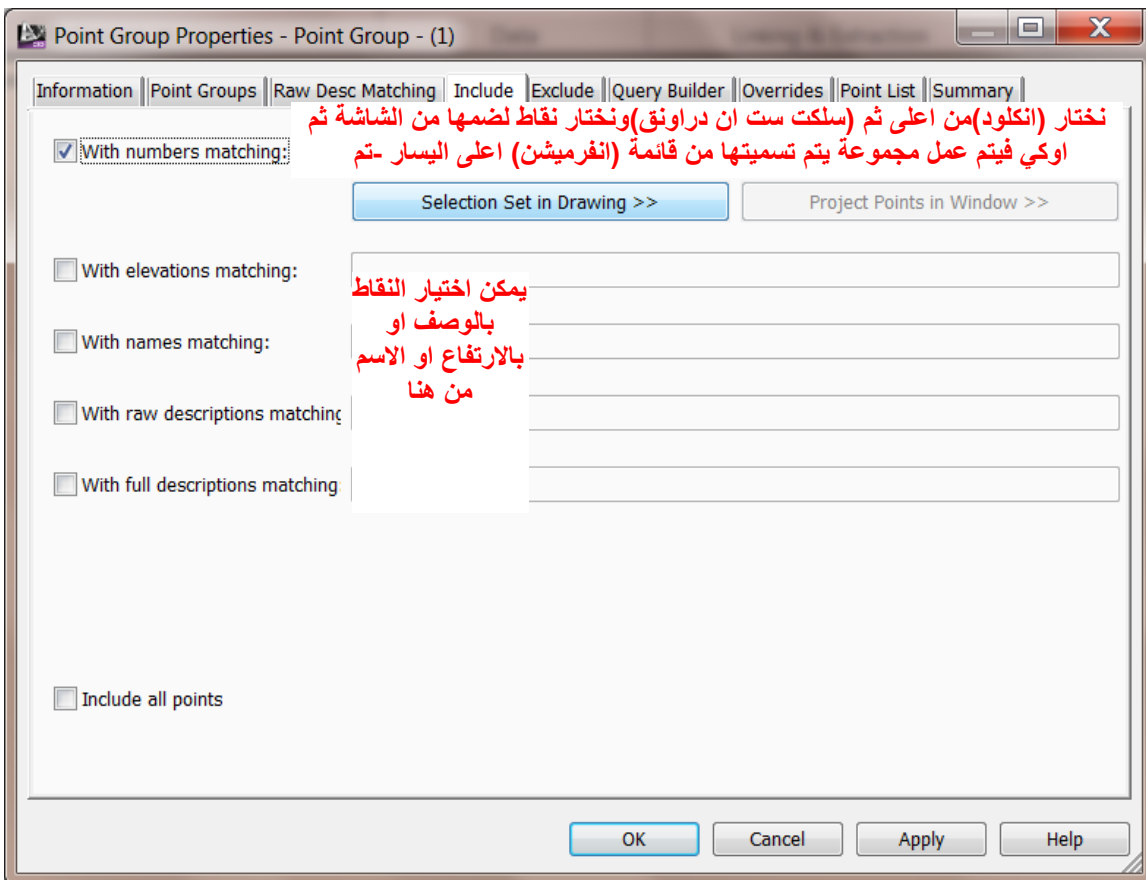 Point Group Properties - Point Group - (1)
Information Point Groups Raw Desc Matching Include Exclude Query Builder Overrides Point List Summary
نختار (انكلود)من اعلى ثم (سلكت ست ان دراونق)ونختار نقاط لضمها من الشاشة ثم
With numbers matching:
اوكي فيتم عمل مجموعة يتم تسميتها من قائمة (انفرميشن) اعلى اليسار -تم
Selection Set in Drawing >> Project Points in Window >>
With elevations matching:
يمكن اختيار النقاط
بالوصف او
With names matching:
بالارتفاع او الاسم
من هنا
With raw descriptions matching
With full descriptions matching:
Include all points
OK Cancel Apply Help